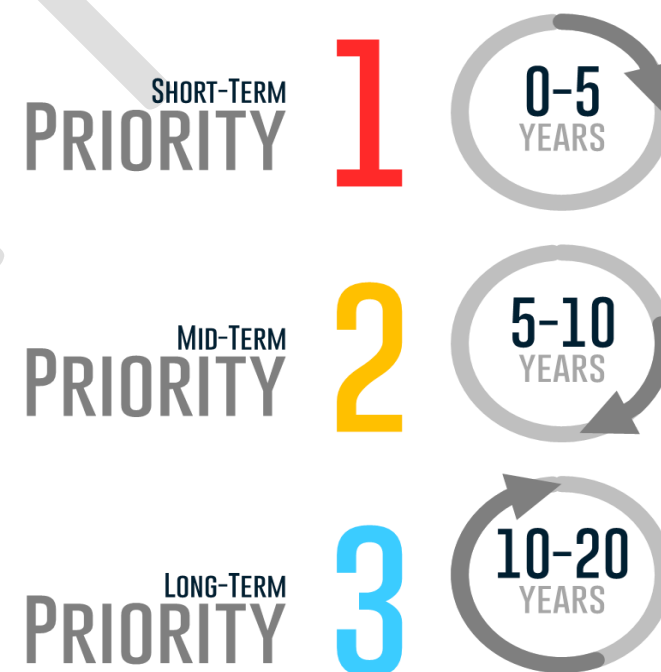 SHORT-TERM
PRIORITY
1
0-5
YEARS
MID-TERM
PRIORITY
2
5-10
YEARS
LONG-TERM
PRIORITY
3
10-20
YEARS